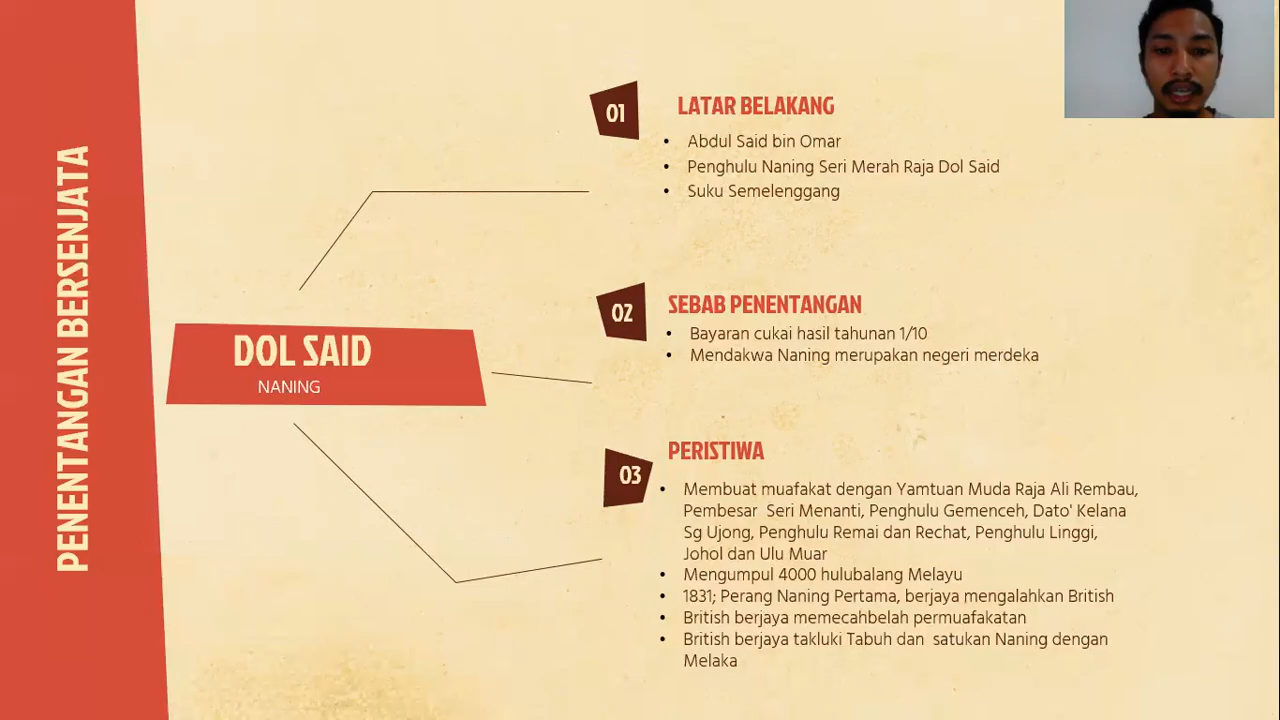 PENENTANGAN BERSENJATA
DOL SAID
NANING
01
LATAR BELAKANG
• Abdul Said bin Omar
• Penghulu Naning Seri Merah Raja Dol Said
• Suku Semelenggang
02
SEBAB PENENTANGAN
• Bayaran cukai hasil tahunan 1/10
• Mendakwa Naning merupakan negeri merdeka
03
PERISTIWA
• Membuat muafakat dengan Yamtuan Muda Raja Ali Rembau,
Pembesar Seri Menanti, Penghulu Gemenceh, Dato' Kelana
Sg Ujong, Penghulu Remai dan Rechat, Penghulu Linggi,
Johol dan Ulu Muar
• Mengumpul 4000 hulubalang Melayu
• 1831; Perang Naning Pertama, berjaya mengalahkan British
• British berjaya memecahbelah permuafakatan
• British berjaya takluki Tabuh dan satukan Naning dengan
Melaka